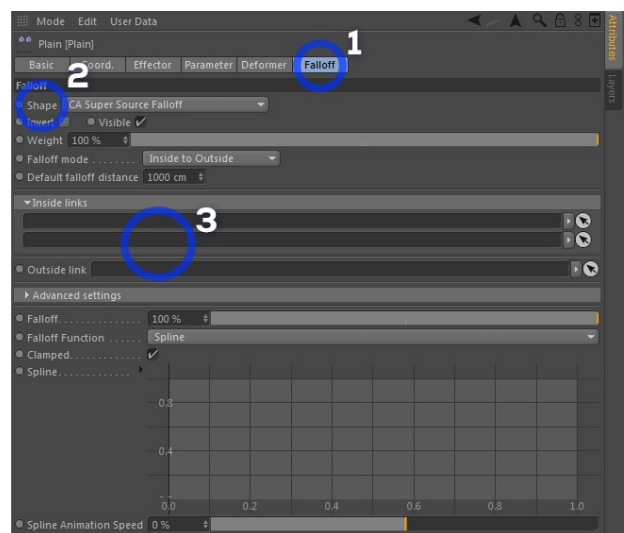 Mode Edit User Data
Plain [Plain]
1
Basic Coord. Effector Parameter Deformer Falloff
2
Falloff
Shape CA Super Source Falloff
Invert Visible
Weight 100 %
Falloff mode ........ Inside to Outside
Default falloff distance 1000 cm
Inside links
3
Outside link
Advanced settings
Falloff. . . . . . . . . . . . . . 100 %
Falloff Function ...... Spline
Clamped. . . . . . . . . . . .
Spline. . . . . . . . . . . . .
0.8
0.4
0.0 0.2 0.4 0.6 0.8 1.0
Spline Animation Speed 0 %
Attributes
Layers